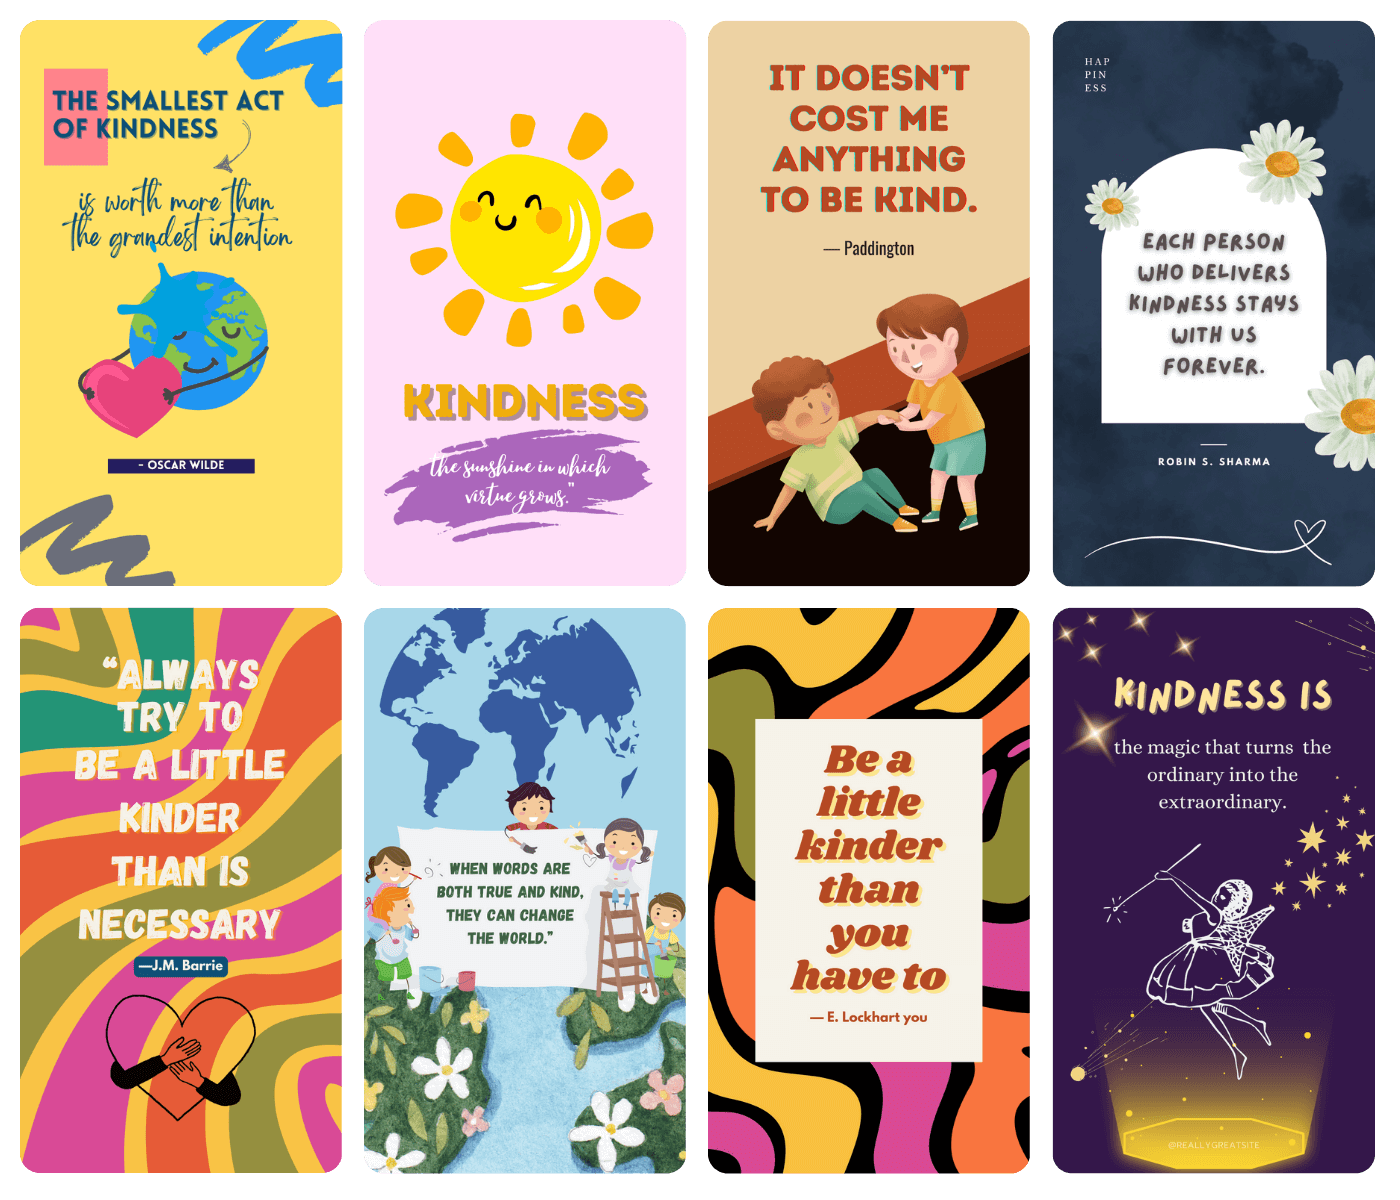 THE SMALLEST ACT
OF KINDNESS
is worth more than
the grandest intention
- OSCAR WILDE
KINDNESS
the sunshine in which
virtue grows."
IT DOESN'T
COST ME
ANYTHING
TO BE KIND.
— Paddington
HAP
PIN
ESS
EACH PERSON
WHO DELIVERS
KINDNESS STAYS
WITH US
FOREVER.
ROBIN S. SHARMA
“ALWAYS
TRY TO
BE A LITTLE
KINDER
THAN IS
NECESSARY
—J.M. Barrie
WHEN WORDS ARE
BOTH TRUE AND KIND,
THEY CAN CHANGE
THE WORLD.”
Be a
little
kinder
than
you
have to
— E. Lockhart you
KINDNESS IS
the magic that turns the
ordinary into the
extraordinary.
@REALLYGREATSITE